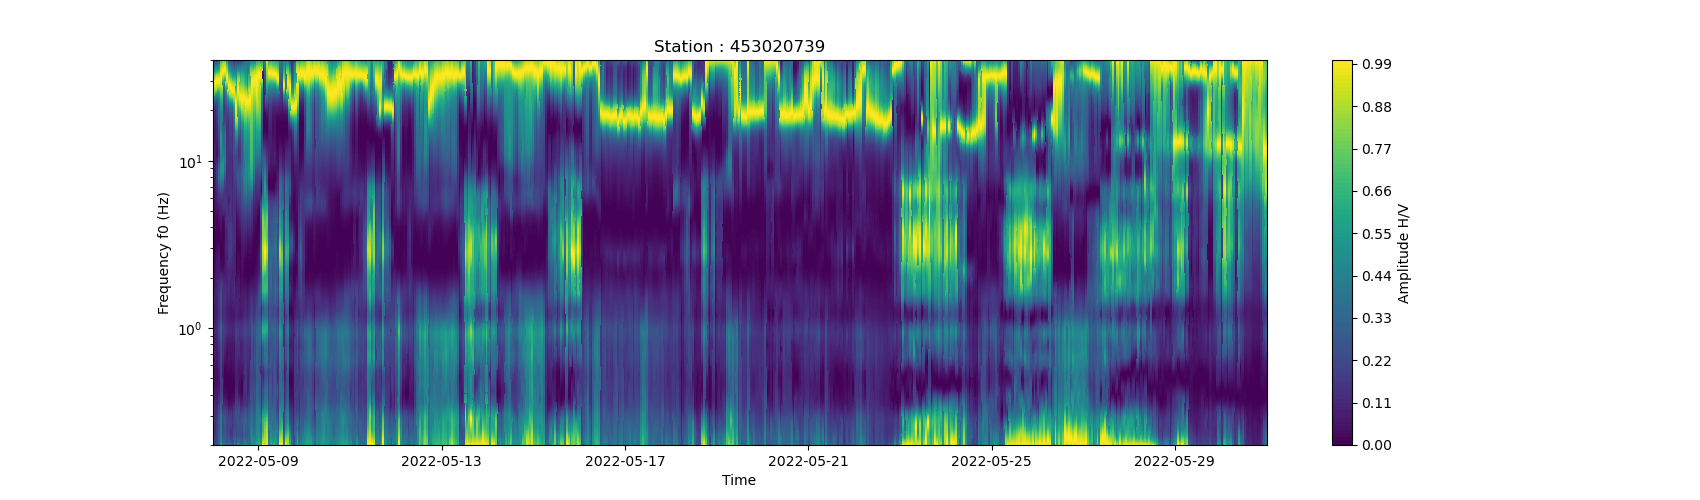 Station : 453020739
Frequency f0 (Hz)
10¹
10⁰
2022-05-09 2022-05-13 2022-05-17 2022-05-21 2022-05-25 2022-05-29
Time
0.99
0.88
0.77
0.66
0.55
0.44
0.33
0.22
0.11
0.00
Amplitude H/V